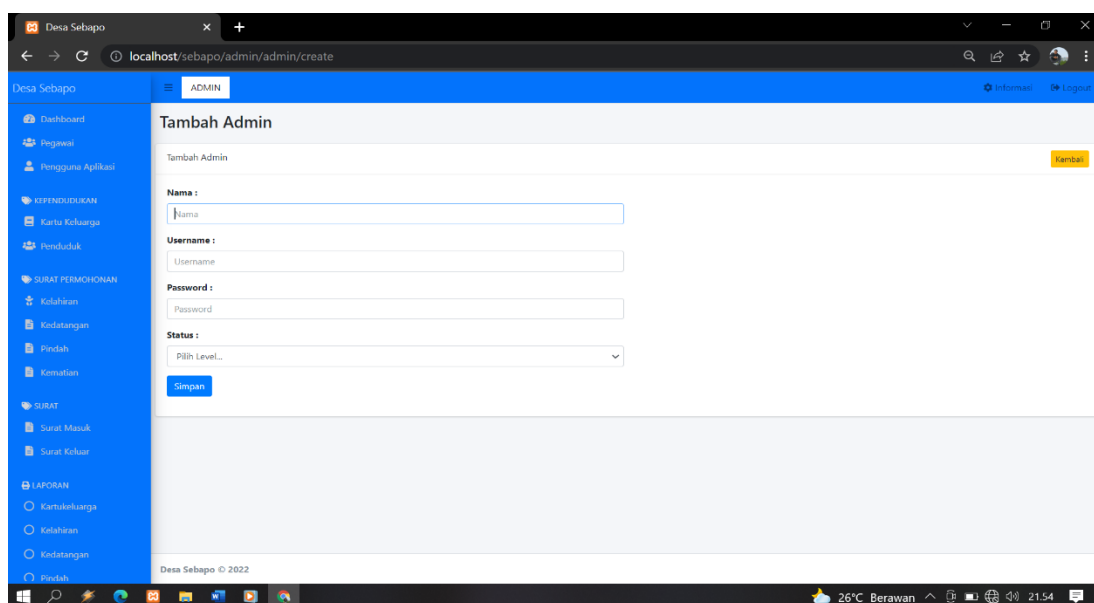 Desa Sebapo
localhost/sebapo/admin/admin/create
Desa Sebapo
ADMIN
Informasi
Logout
Dashboard
Pegawai
Pengguna Aplikasi
KEPENDUDUKAN
Kartu Keluarga
Penduduk
SURAT PERMOHONAN
Kelahiran
Kedatangan
Pindah
Kematian
SURAT
Surat Masuk
Surat Keluar
LAPORAN
Kartukeluarga
Kelahiran
Kedatangan
Pindah
Tambah Admin
Tambah Admin
Kembali
Nama :
Nama
Username :
Username
Password :
Password
Status :
Pilih Level...
Simpan
Desa Sebapo © 2022
26°C Berawan
21.54